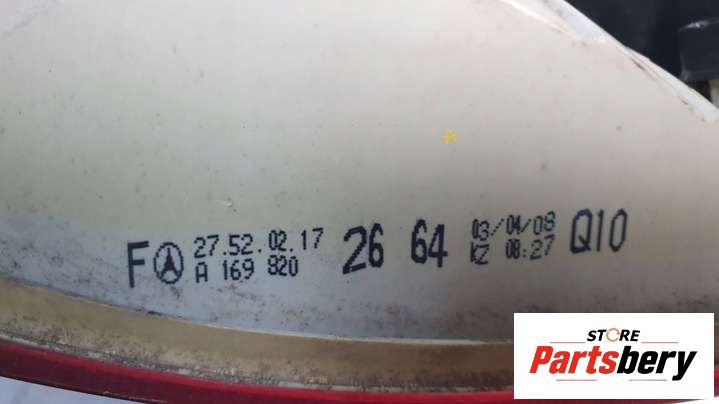 F 27.52.02.17 26 64 03/04/08 Q10
A 169 820 KZ 08:27
STORE
Partsbery